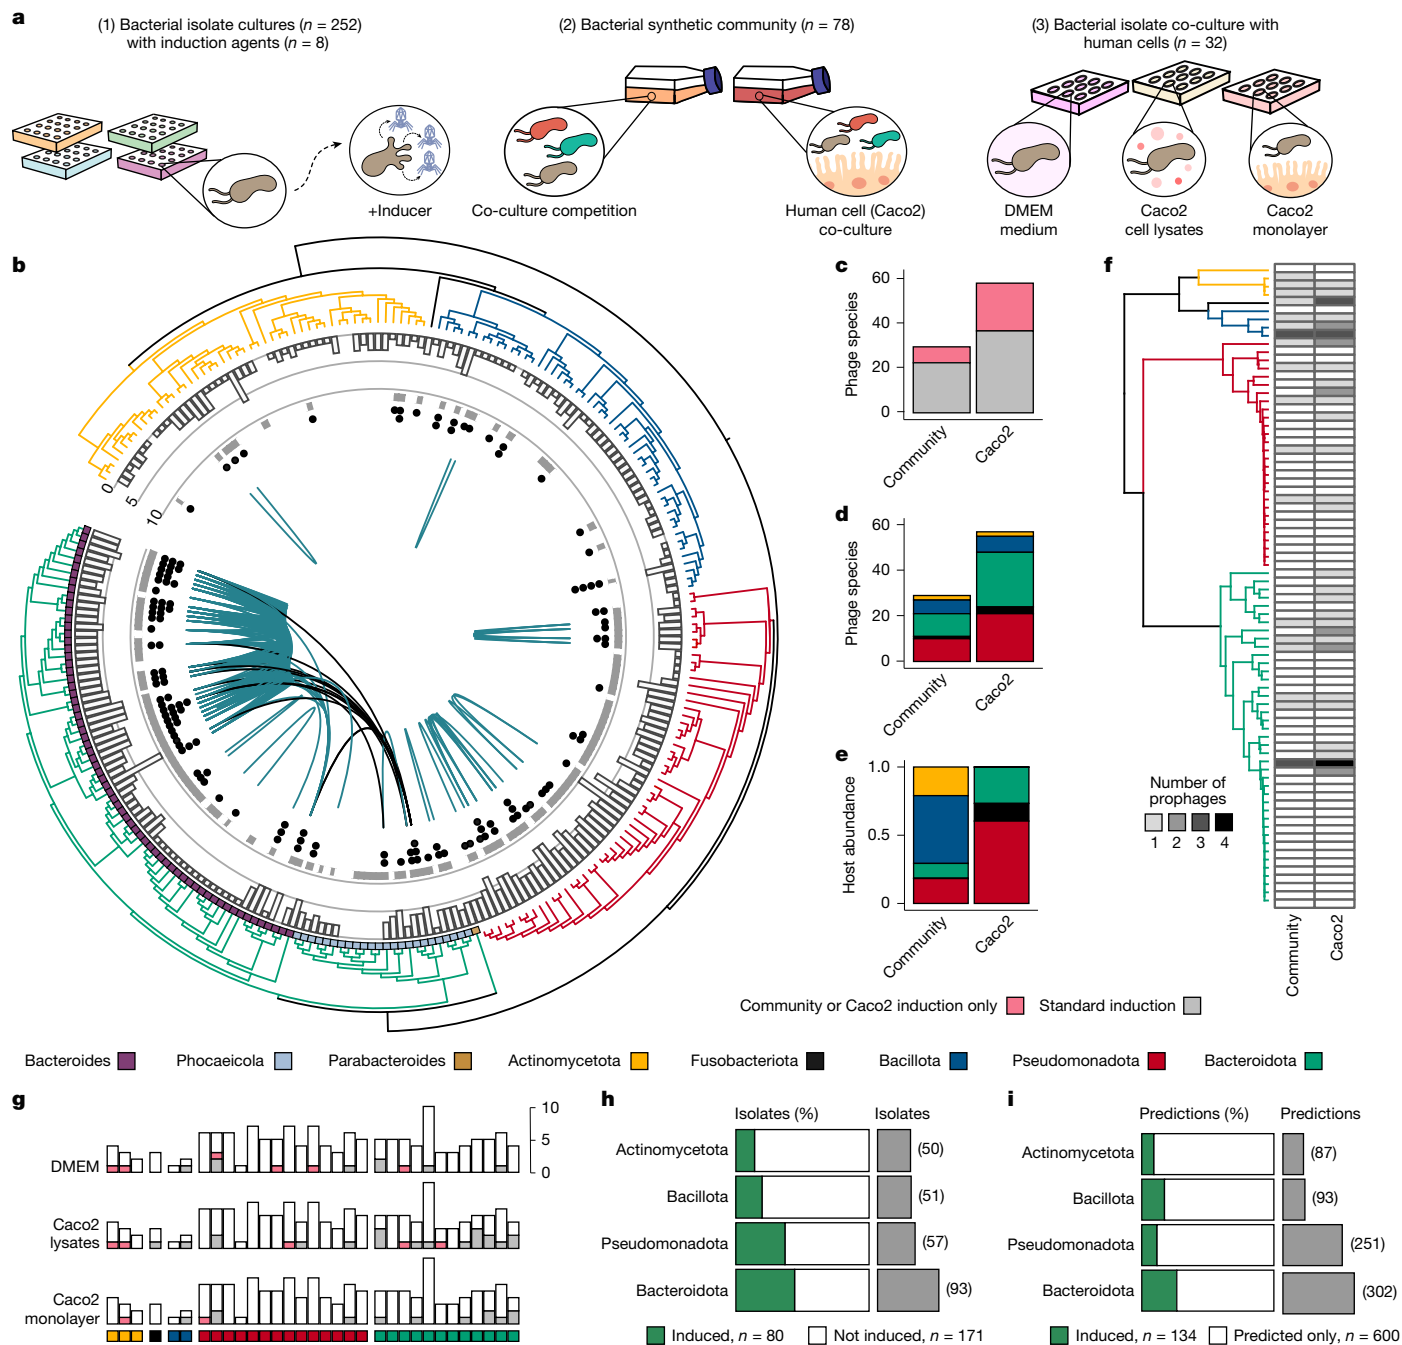 a
(1) Bacterial isolate cultures (n = 252)
with induction agents (n = 8)
(2) Bacterial synthetic community (n = 78)
(3) Bacterial isolate co-culture with
human cells (n = 32)
+Inducer
Co-culture competition
Human cell (Caco2)
co-culture
DMEM
medium
Caco2
cell lysates
Caco2
monolayer
b
0
5
10
c
Phage species
60
40
20
0
Community
Caco2
d
Phage species
60
40
20
0
Community
Caco2
e
Host abundance
1.0
0.5
0
Community
Caco2
f
Number of
prophages
1 2 3 4
Community
Caco2
Community or Caco2 induction only
Standard induction
Bacteroides
Phocaeicola
Parabacteroides
Actinomycetota
Fusobacteriota
Bacillota
Pseudomonadota
Bacteroidota
g
10
5
0
DMEM
Caco2
lysates
Caco2
monolayer
h
Isolates (%)
Isolates
Actinomycetota
(50)
Bacillota
(51)
Pseudomonadota
(57)
Bacteroidota
(93)
Induced, n = 80
Not induced, n = 171
i
Predictions (%)
Predictions
Actinomycetota
(87)
Bacillota
(93)
Pseudomonadota
(251)
Bacteroidota
(302)
Induced, n = 134
Predicted only, n = 600